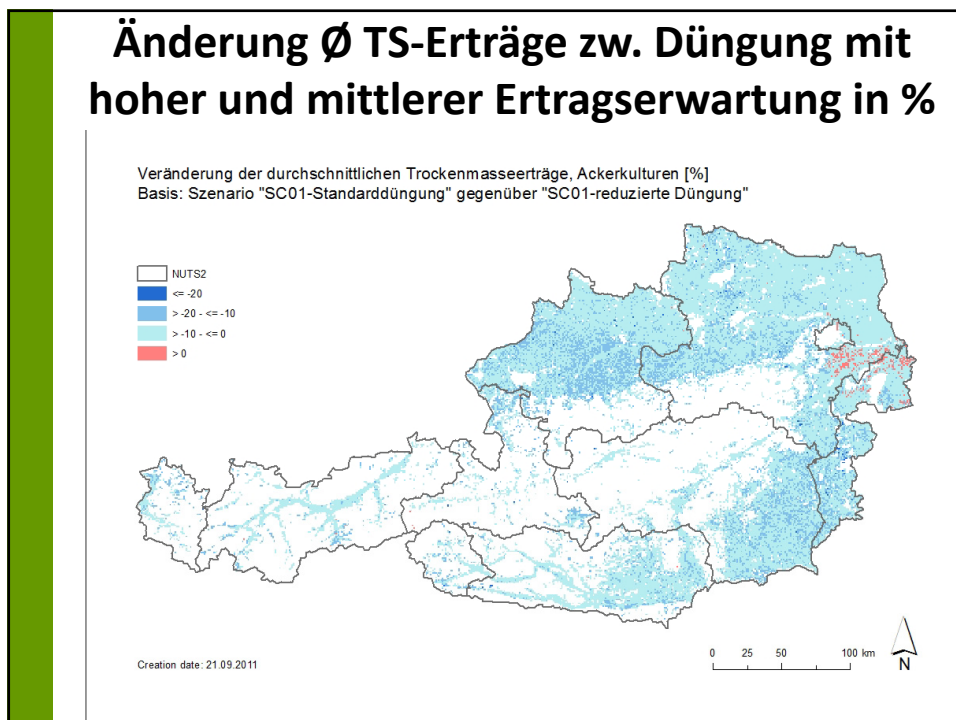 Änderung Ø TS-Erträge zw. Düngung mit
hoher und mittlerer Ertragserwartung in %
Veränderung der durchschnittlichen Trockenmasseerträge, Ackerkulturen [%]
Basis: Szenario "SC01-Standarddüngung" gegenüber "SC01-reduzierte Düngung"
NUTS2
<= -20
> -20 - <= -10
> -10 - <= 0
> 0
Creation date: 21.09.2011
0 25 50 100 km
N